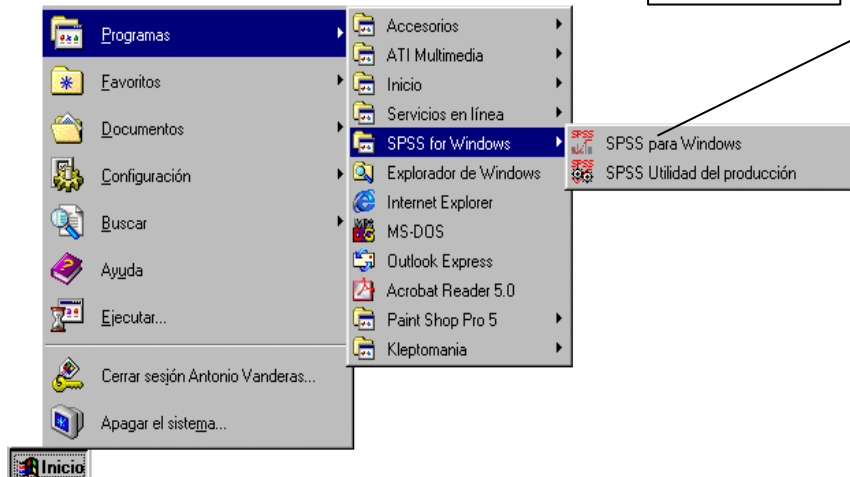 Programas
Favoritos
Documentos
Configuración
Buscar
Ayuda
Ejecutar...
Cerrar sesión Antonio Vanderas...
Apagar el sistema...
Inicio
Accesorios
ATI Multimedia
Inicio
Servicios en línea
SPSS for Windows
Explorador de Windows
Internet Explorer
MS-DOS
Outlook Express
Acrobat Reader 5.0
Paint Shop Pro 5
Kleptomania
SPSS para Windows
SPSS Utilidad del producción